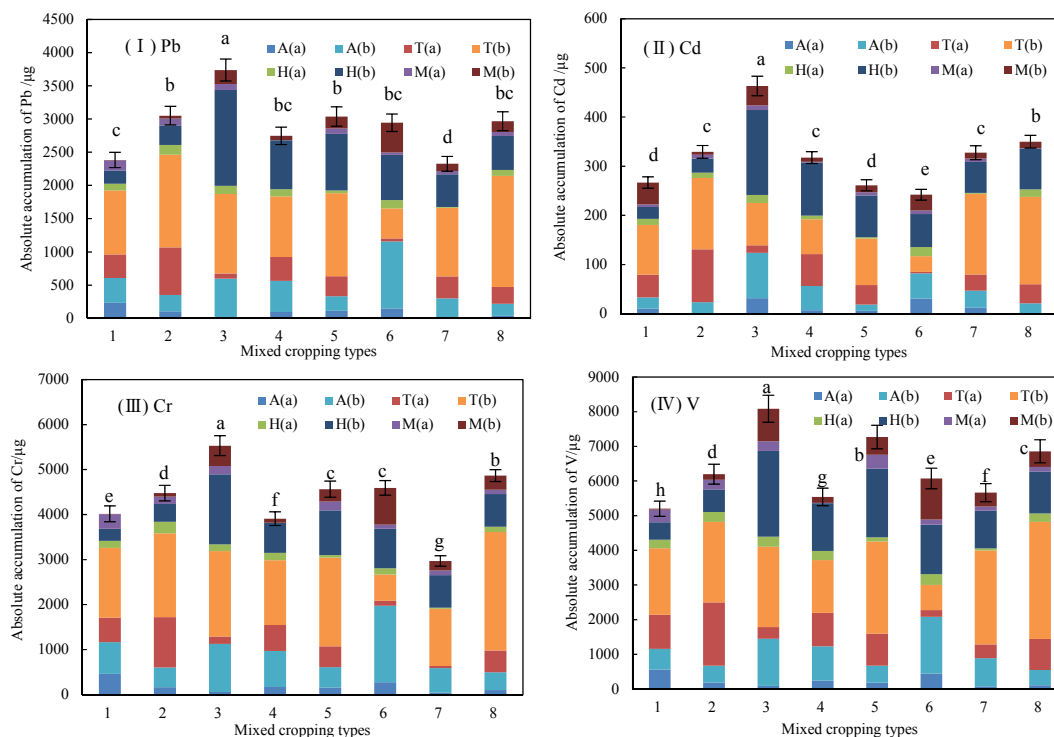 (Ⅰ) Pb
A(a) A(b) T(a) T(b)
H(a) H(b) M(a) M(b)
Absolute accumulation of Pb /μg
4500
4000
3500
3000
2500
2000
1500
1000
500
0
c b a bc b bc d bc
1 2 3 4 5 6 7 8
Mixed cropping types
(Ⅱ) Cd
A(a) A(b) T(a) T(b)
H(a) H(b) M(a) M(b)
Absolute accumulation of Cd /μg
600
500
400
300
200
100
0
d c a c d e c b
1 2 3 4 5 6 7 8
Mixed cropping types
(Ⅲ) Cr
A(a) A(b) T(a) T(b)
H(a) H(b) M(a) M(b)
Absolute accumulation of Cr/μg
7000
6000
5000
4000
3000
2000
1000
0
e d a f c c g b
1 2 3 4 5 6 7 8
Mixed cropping types
(Ⅳ) V
A(a) A(b) T(a) T(b)
H(a) H(b) M(a) M(b)
Absolute accumulation of V/μg
9000
8000
7000
6000
5000
4000
3000
2000
1000
0
h d a g b e f c
1 2 3 4 5 6 7 8
Mixed cropping types